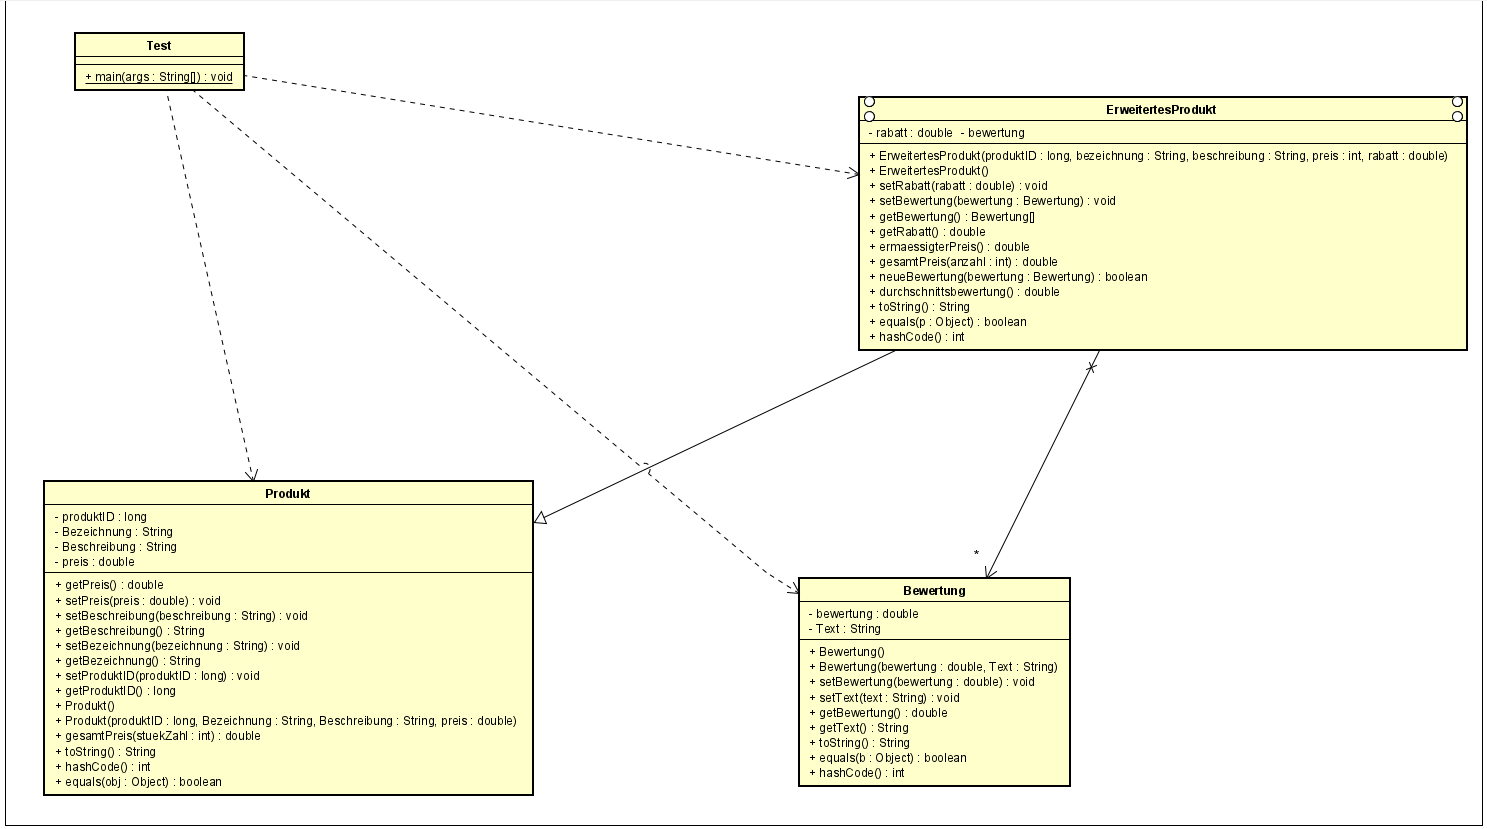 Test
+ main(args : String[]) : void
ErweitertesProdukt
- rabatt : double - bewertung
+ ErweitertesProdukt(produktID : long, bezeichnung : String, beschreibung : String, preis : int, rabatt : double)
+ ErweitertesProdukt()
+ setRabatt(rabatt : double) : void
+ setBewertung(bewertung : Bewertung) : void
+ getBewertung() : Bewertung[]
+ getRabatt() : double
+ ermaessigterPreis() : double
+ gesamtPreis(anzahl : int) : double
+ neueBewertung(bewertung : Bewertung) : boolean
+ durchschnittsbewertung() : double
+ toString() : String
+ equals(p : Object) : boolean
+ hashCode() : int
Produkt
- produktID : long
- Bezeichnung : String
- Beschreibung : String
- preis : double
+ getPreis() : double
+ setPreis(preis : double) : void
+ setBeschreibung(beschreibung : String) : void
+ getBeschreibung() : String
+ setBezeichnung(bezeichnung : String) : void
+ getBezeichnung() : String
+ setProduktID(produktID : long) : void
+ getProduktID() : long
+ Produkt()
+ Produkt(produktID : long, Bezeichnung : String, Beschreibung : String, preis : double)
+ gesamtPreis(stuekZahl : int) : double
+ toString() : String
+ hashCode() : int
+ equals(obj : Object) : boolean
*
Bewertung
- bewertung : double
- Text : String
+ Bewertung()
+ Bewertung(bewertung : double, Text : String)
+ setBewertung(bewertung : double) : void
+ setText(text : String) : void
+ getBewertung() : double
+ getText() : String
+ toString() : String
+ equals(b : Object) : boolean
+ hashCode() : int